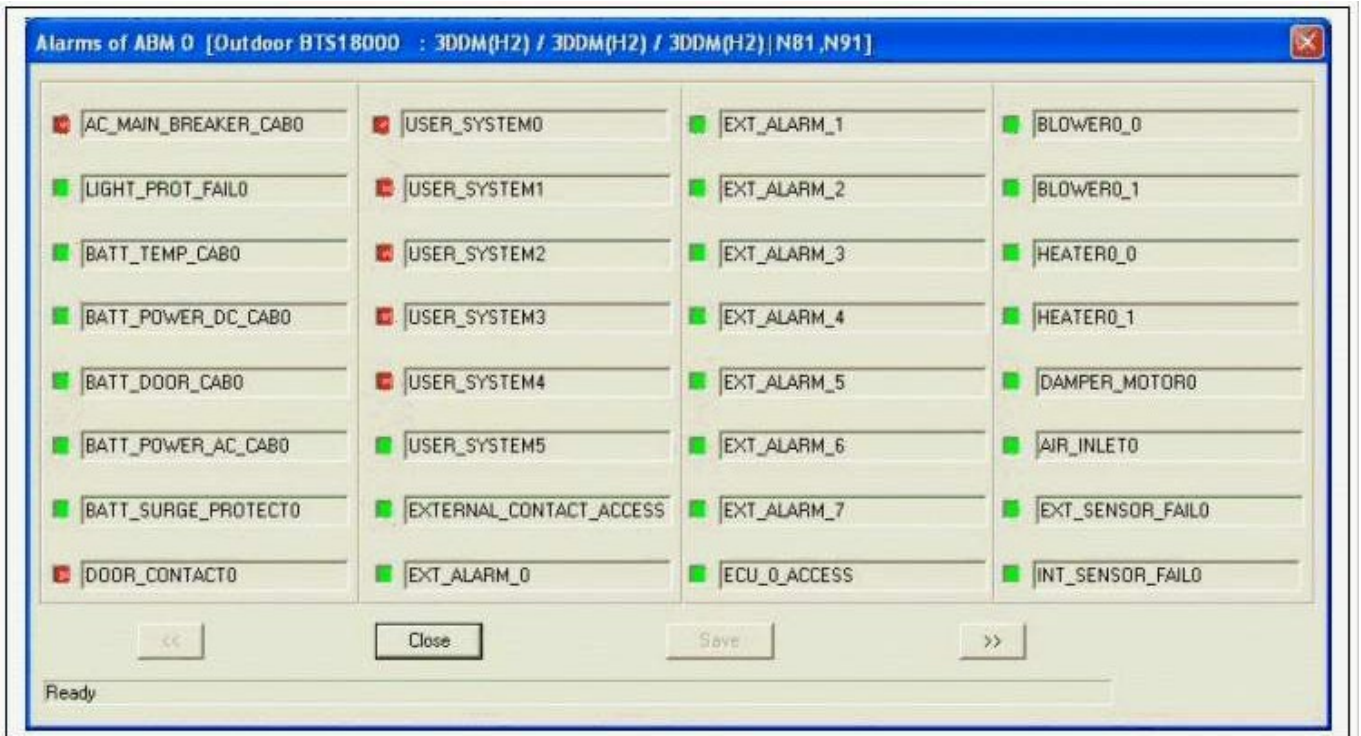 Alarms of ABM 0 [Outdoor BTS18000 : 3DDM(H2) / 3DDM(H2) / 3DDM(H2)|N81,N91]
AC_MAIN_BREAKER_CAB0 USER_SYSTEM0 EXT_ALARM_1 BLOWER0_0
LIGHT_PROT_FAIL0 USER_SYSTEM1 EXT_ALARM_2 BLOWER0_1
BATT_TEMP_CAB0 USER_SYSTEM2 EXT_ALARM_3 HEATER0_0
BATT_POWER_DC_CAB0 USER_SYSTEM3 EXT_ALARM_4 HEATER0_1
BATT_DOOR_CAB0 USER_SYSTEM4 EXT_ALARM_5 DAMPER_MOTOR0
BATT_POWER_AC_CAB0 USER_SYSTEM5 EXT_ALARM_6 AIR_INLET0
BATT_SURGE_PROTECT0 EXTERNAL_CONTACT_ACCESS EXT_ALARM_7 EXT_SENSOR_FAIL0
DOOR_CONTACT0 EXT_ALARM_0 ECU_0_ACCESS INT_SENSOR_FAIL0
<< Close Save >>
Ready